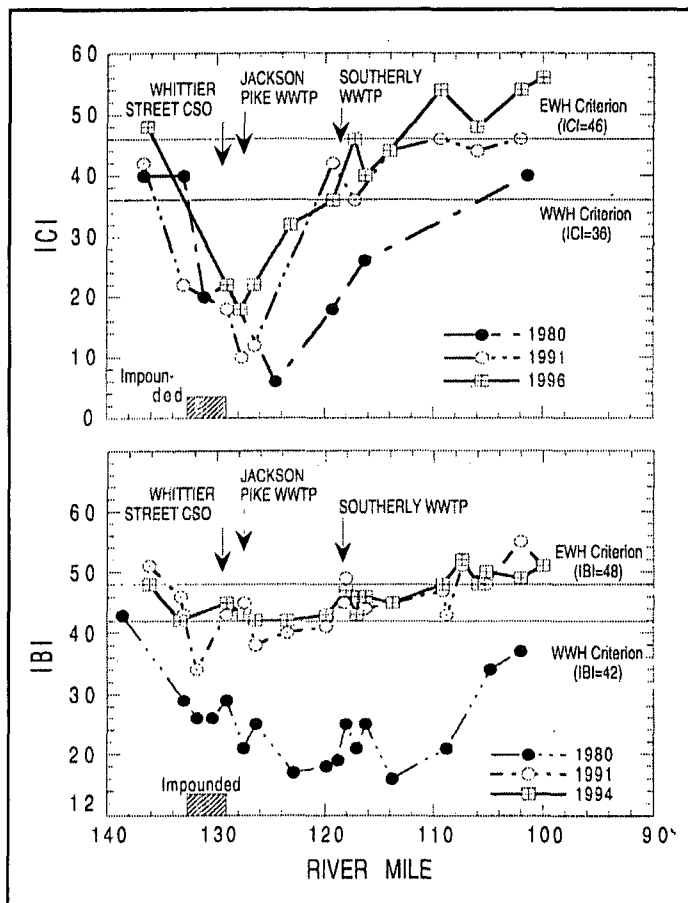 60
50
40
30
20
10
0
ICI
WHITTIER
STREET CSO
JACKSON
PIKE WWTP
SOUTHERLY
WWTP
EWH Criterion
(ICI=46)
WWH Criterion
(ICI=36)
1980
1991
1996
Impoun-
ded
60
50
40
30
20
12
IBI
WHITTIER
STREET CSO
JACKSON
PIKE WWTP
SOUTHERLY WWTP
EWH Criterion
(IBI=48)
WWH Criterion
(IBI=42)
1980
1991
1994
Impounded
140 130 120 110 100 90
RIVER MILE